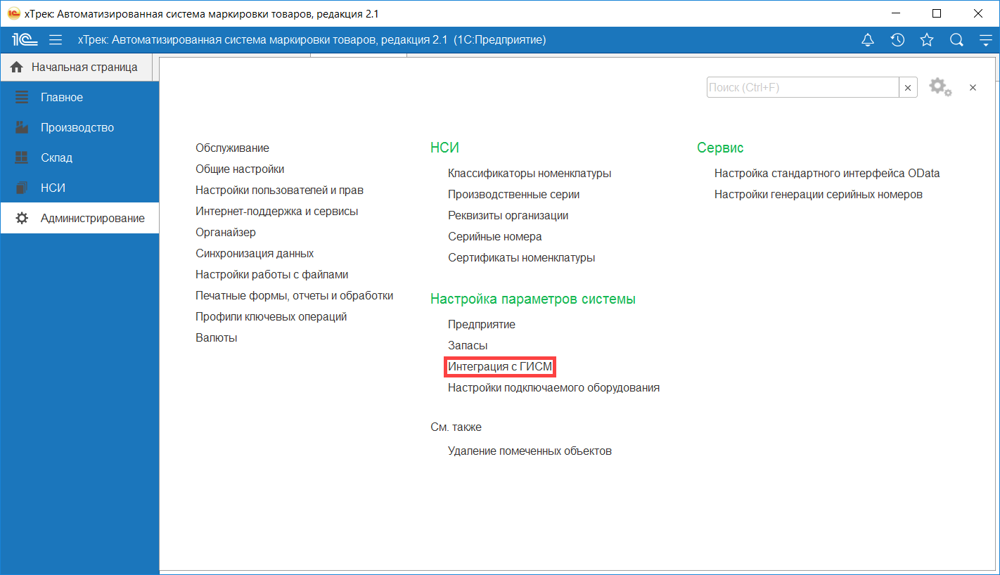 хТрек: Автоматизированная система маркировки товаров, редакция 2.1
1С хТрек: Автоматизированная система маркировки товаров, редакция 2.1 (1С:Предприятие)
Начальная страница
Главное
Производство
Склад
НСИ
Администрирование
Поиск (Ctrl+F)
Обслуживание
Общие настройки
Настройки пользователей и прав
Интернет-поддержка и сервисы
Органайзер
Синхронизация данных
Настройки работы с файлами
Печатные формы, отчеты и обработки
Профили ключевых операций
Валюты
НСИ
Классификаторы номенклатуры
Производственные серии
Реквизиты организации
Серийные номера
Сертификаты номенклатуры
Настройка параметров системы
Предприятие
Запасы
Интеграция с ГИСМ
Настройки подключаемого оборудования
См. также
Удаление помеченных объектов
Сервис
Настройка стандартного интерфейса OData
Настройки генерации серийных номеров